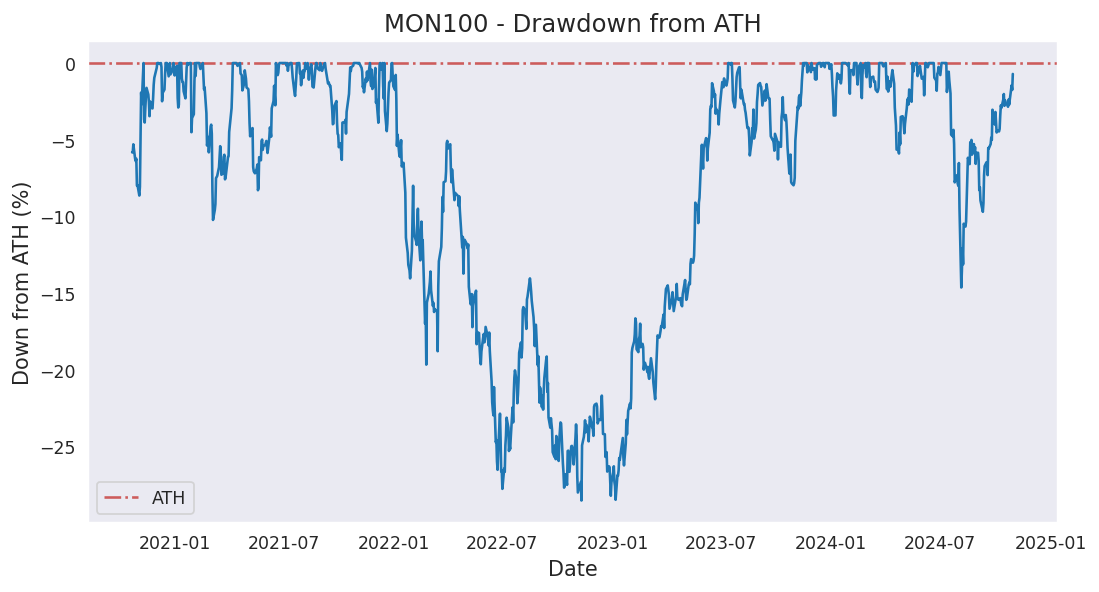 MON100 - Drawdown from ATH
Down from ATH (%)
0
−5
−10
−15
−20
−25
ATH
2021-01 2021-07 2022-01 2022-07 2023-01 2023-07 2024-01 2024-07 2025-01
Date